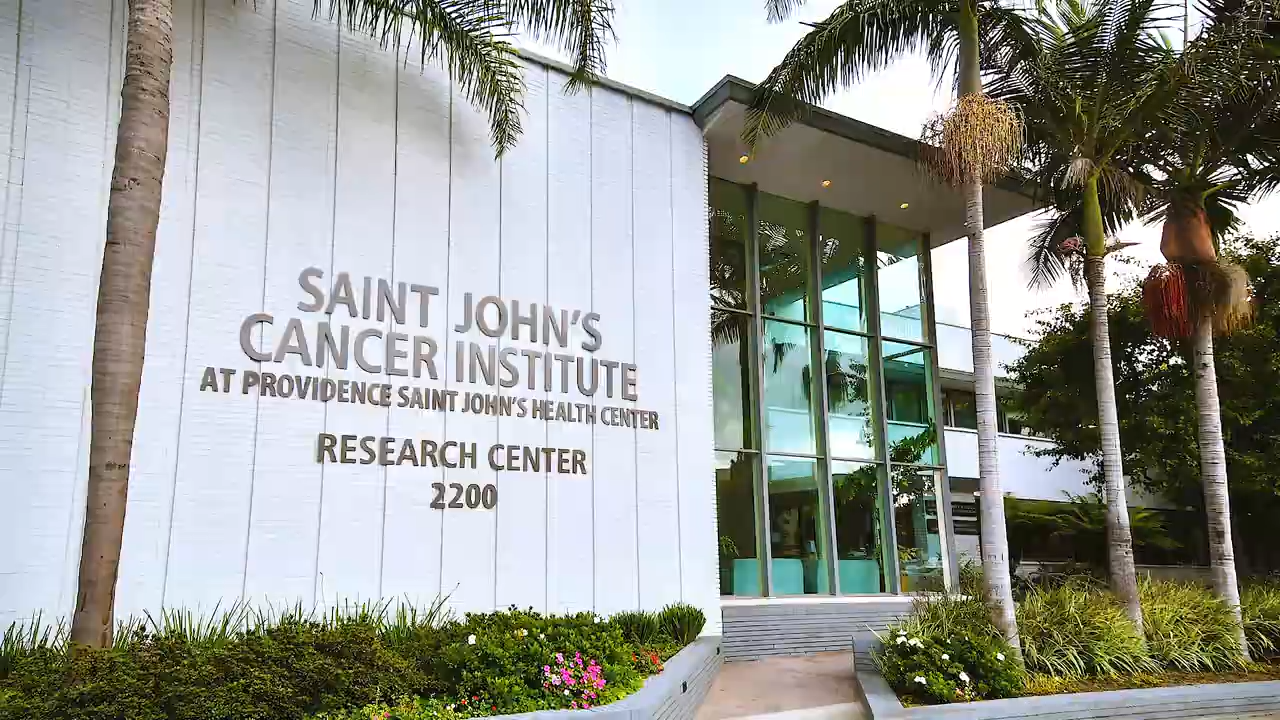 SAINT JOHN'S
CANCER INSTITUTE
AT PROVIDENCE SAINT JOHN'S HEALTH CENTER
RESEARCH CENTER
2200